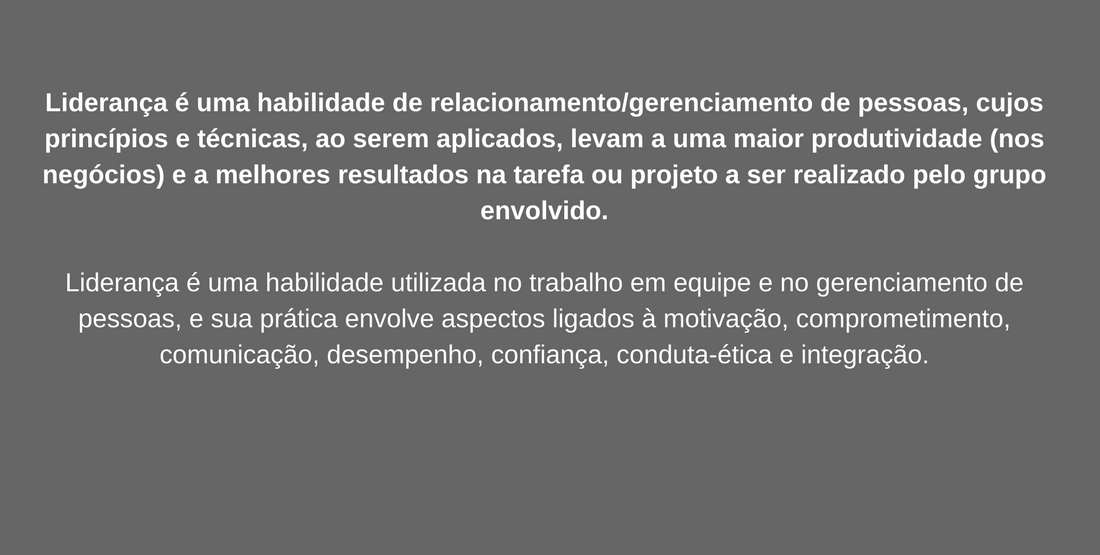 Liderança é uma habilidade de relacionamento/gerenciamento de pessoas, cujos
princípios e técnicas, ao serem aplicados, levam a uma maior produtividade (nos
negócios) e a melhores resultados na tarefa ou projeto a ser realizado pelo grupo
envolvido.
Liderança é uma habilidade utilizada no trabalho em equipe e no gerenciamento de
pessoas, e sua prática envolve aspectos ligados à motivação, comprometimento,
comunicação, desempenho, confiança, conduta-ética e integração.